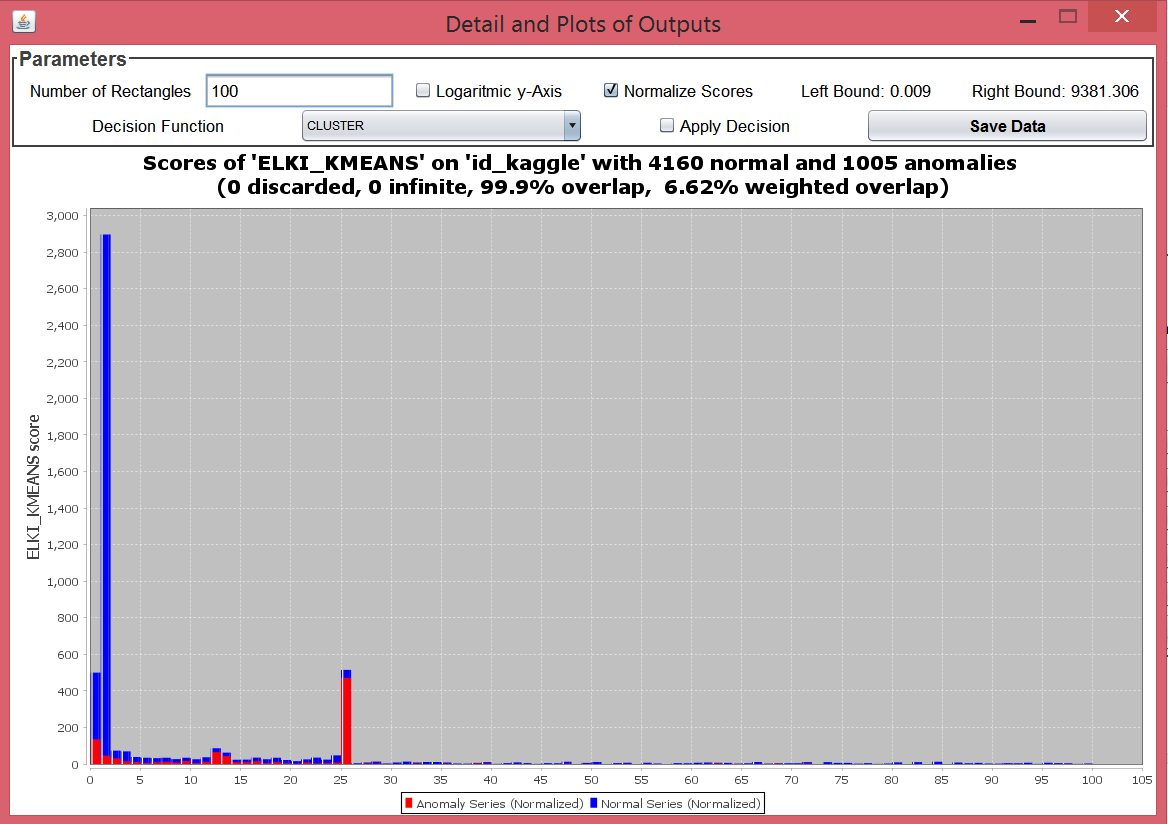 Detail and Plots of Outputs
Parameters
Number of Rectangles 100 Logaritmic y-Axis Normalize Scores Left Bound: 0.009 Right Bound: 9381.306
Decision Function CLUSTER Apply Decision Save Data
Scores of 'ELKI_KMEANS' on 'id_kaggle' with 4160 normal and 1005 anomalies
(0 discarded, 0 infinite, 99.9% overlap, 6.62% weighted overlap)
ELKI_KMEANS score
3,000
2,800
2,600
2,400
2,200
2,000
1,800
1,600
1,400
1,200
1,000
800
600
400
200
0
0 5 10 15 20 25 30 35 40 45 50 55 60 65 70 75 80 85 90 95 100 105
Anomaly Series (Normalized) Normal Series (Normalized)